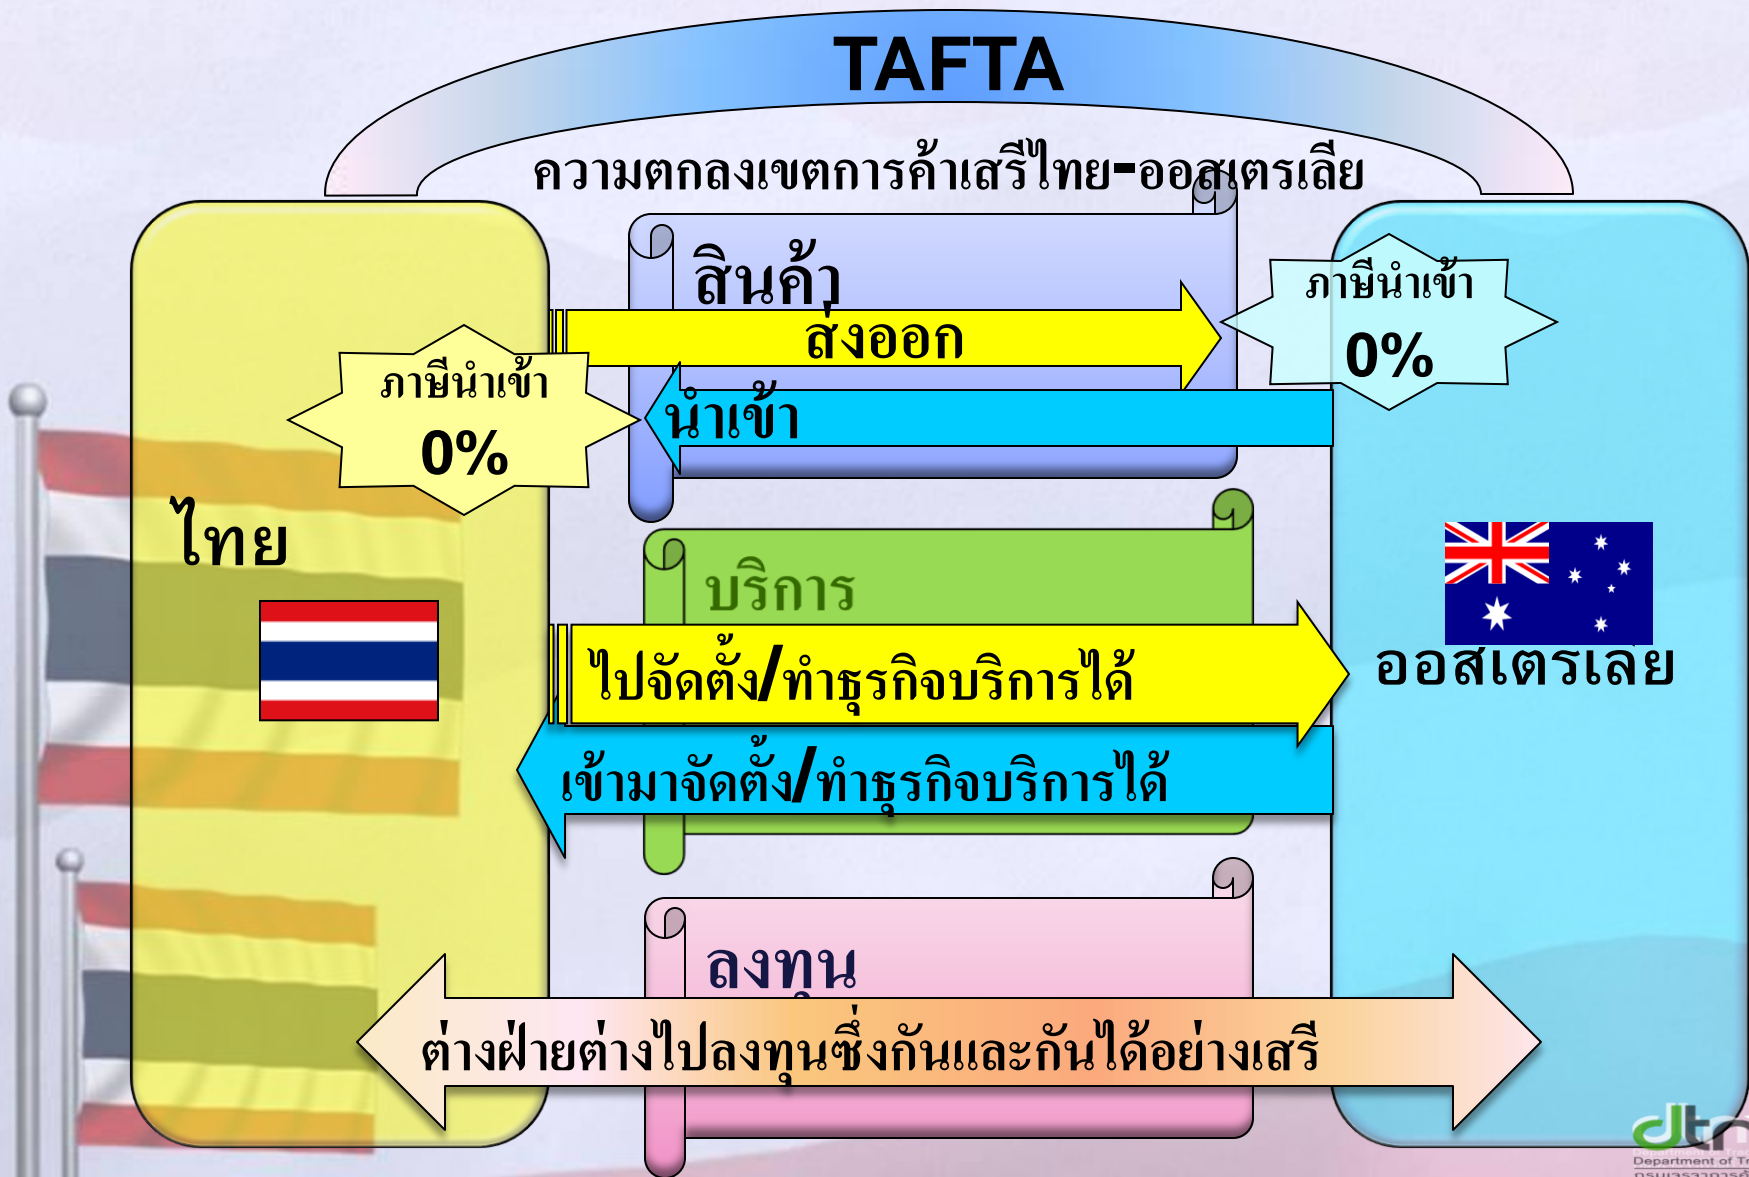 TAFTA
ความตกลงเขตการค้าเสรีไทย-ออสเตรเลีย
สินค้า
ภาษีนำเข้า
0%
ส่งออก
ภาษีนำเข้า
0%
นำเข้า
ไทย
บริการ
ไปจัดตั้ง/ทำธุรกิจบริการได้
ออสเตรเลีย
เข้ามาจัดตั้ง/ทำธุรกิจบริการได้
ลงทุน
ต่างฝ่ายต่างไปลงทุนซึ่งกันและกันได้อย่างเสรี
Department of